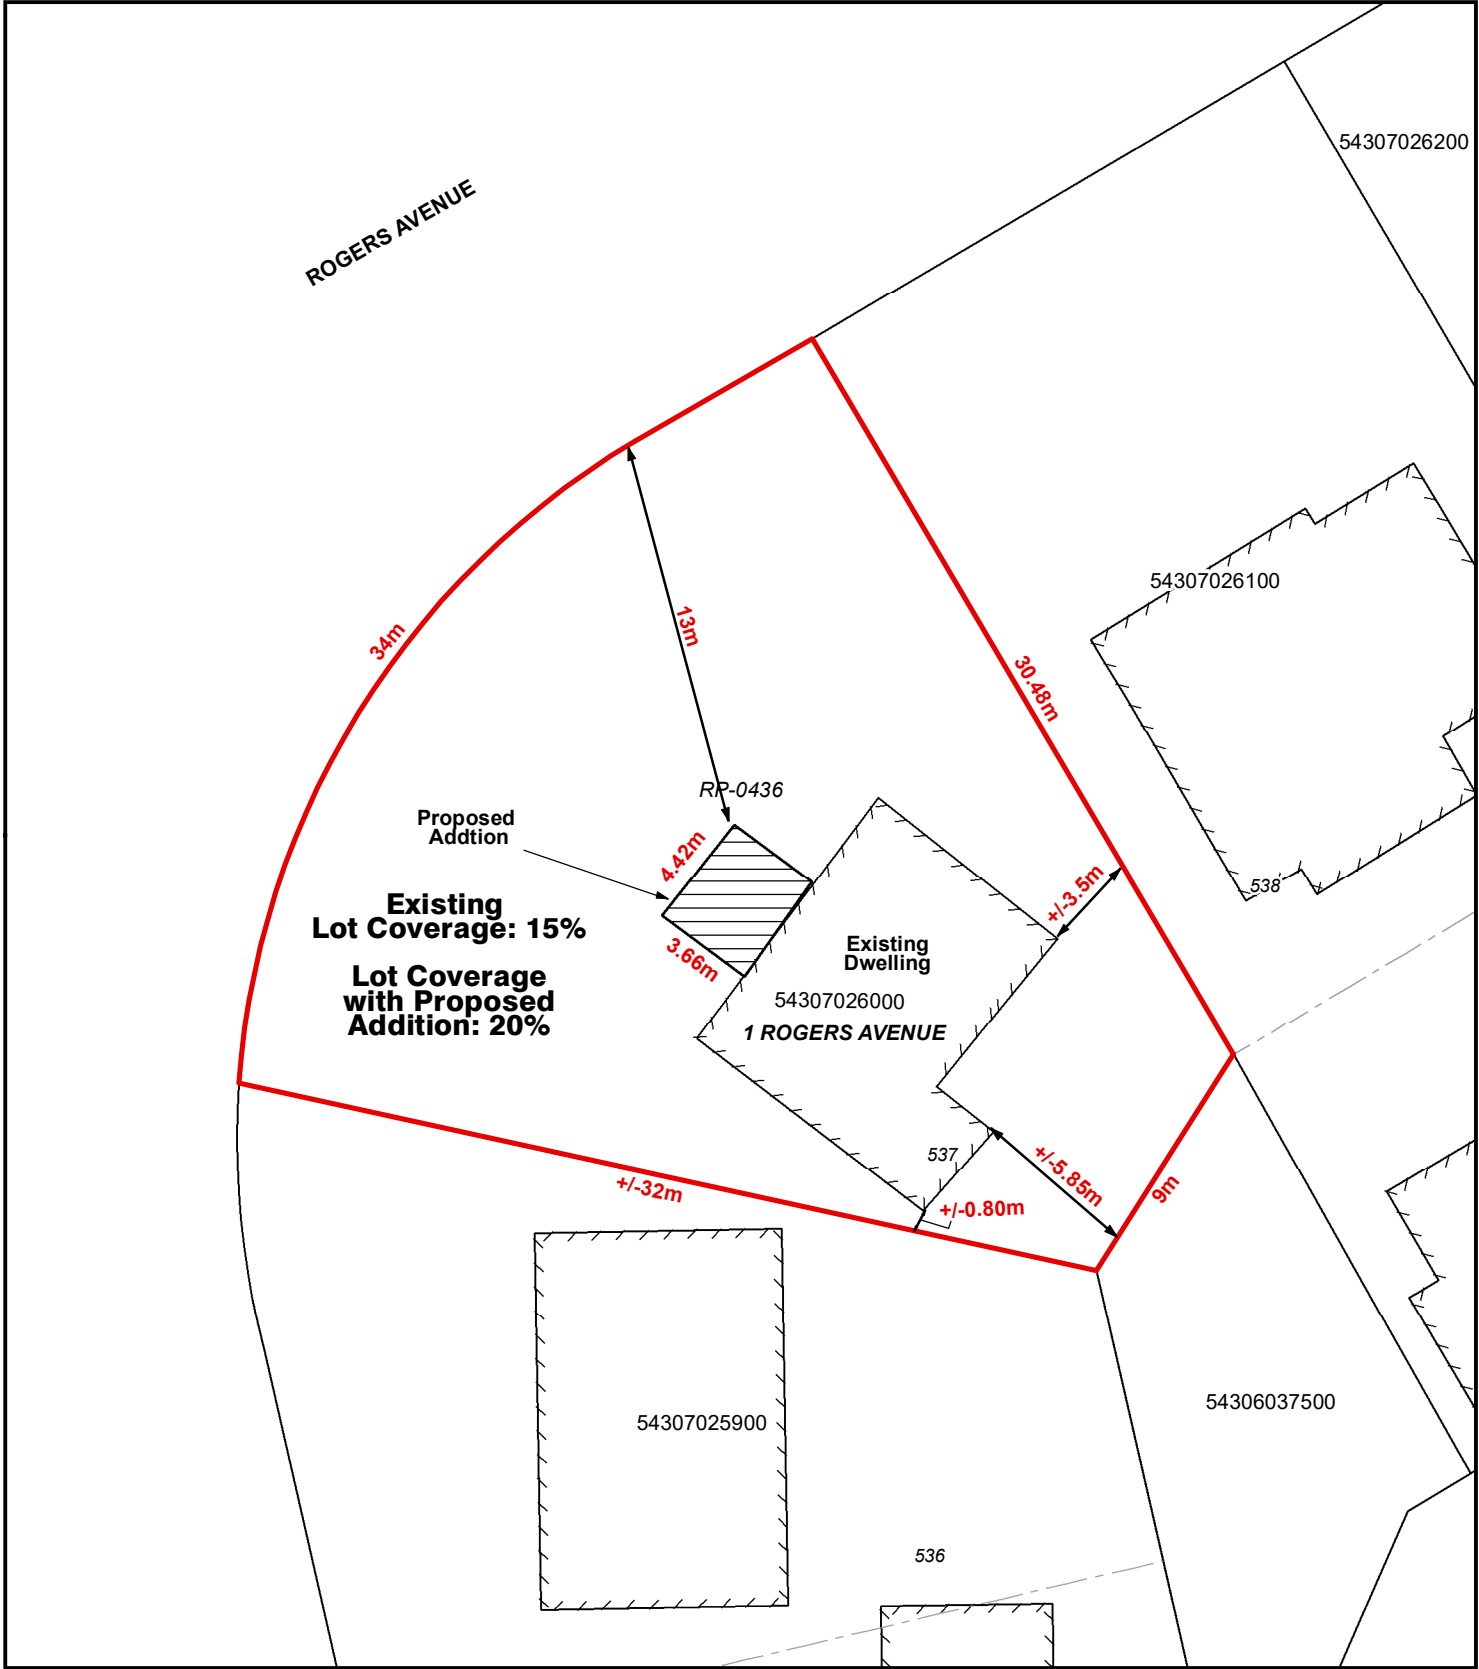 54307026200
ROGERS AVENUE
54307026100
34m
13m
30.48m
RP-0436
Proposed
Addtion
4.42m
+/-3.5m
538
Existing
Lot Coverage: 15%
3.66m
Existing
Dwelling
Lot Coverage
with Proposed
Addition: 20%
54307026000
1 ROGERS AVENUE
537
+/-5.85m
9m
+/-32m
+/-0.80m
54306037500
54307025900
536